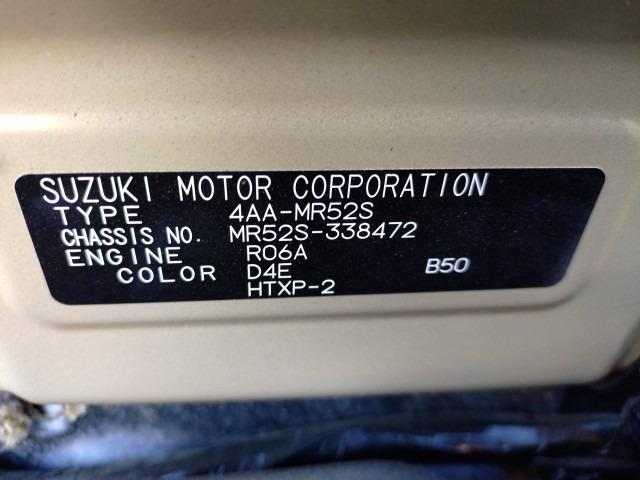 SUZUKI MOTOR CORPORATION
TYPE 4AA-MR52S
CHASSIS NO. MR52S-338472
ENGINE R06A
COLOR D4E B50
HTXP-2